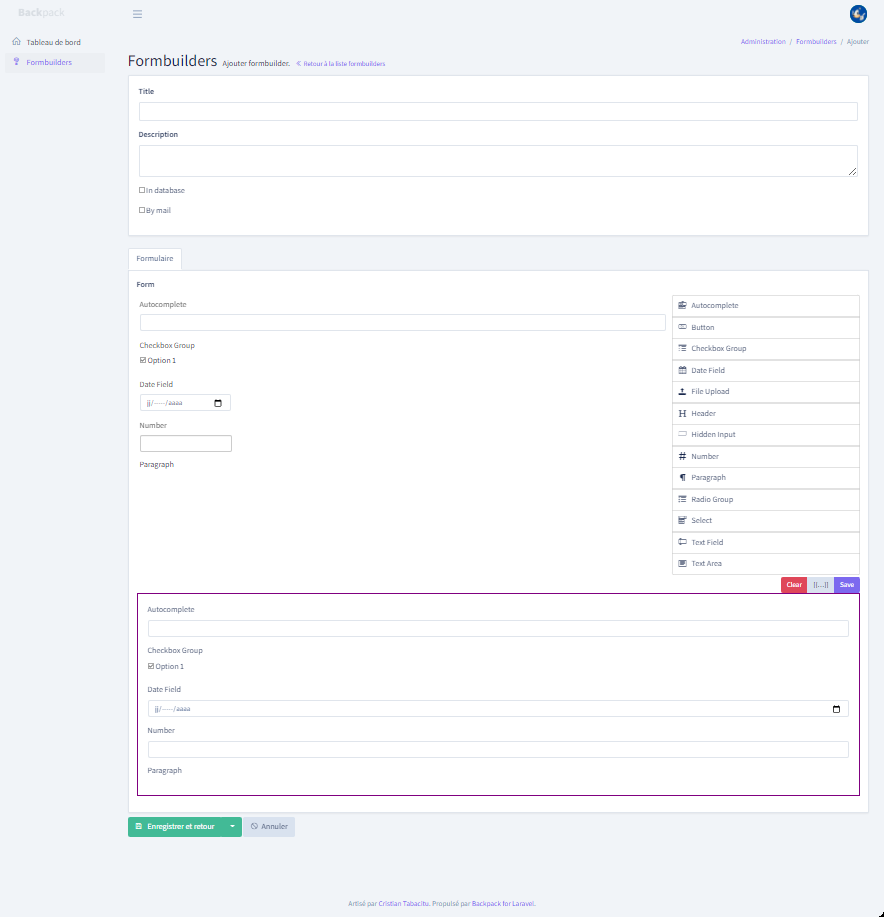 Backpack
Tableau de bord
Formbuilders
Administration / Formbuilders / Ajouter
Formbuilders Ajouter formbuilder. < Retour à la liste formbuilders
Title
Description
In database
By mail
Formulaire
Form
Autocomplete
Checkbox Group
Option 1
Date Field
jj/-----/aaaa
Number
Paragraph
Autocomplete
Button
Checkbox Group
Date Field
File Upload
Header
Hidden Input
Number
Paragraph
Radio Group
Select
Text Field
Text Area
Clear [{...}] Save
Autocomplete
Checkbox Group
Option 1
Date Field
jj/-----/aaaa
Number
Paragraph
Enregistrer et retour Annuler
Artisé par Cristian Tabacitu. Propulsé par Backpack for Laravel.